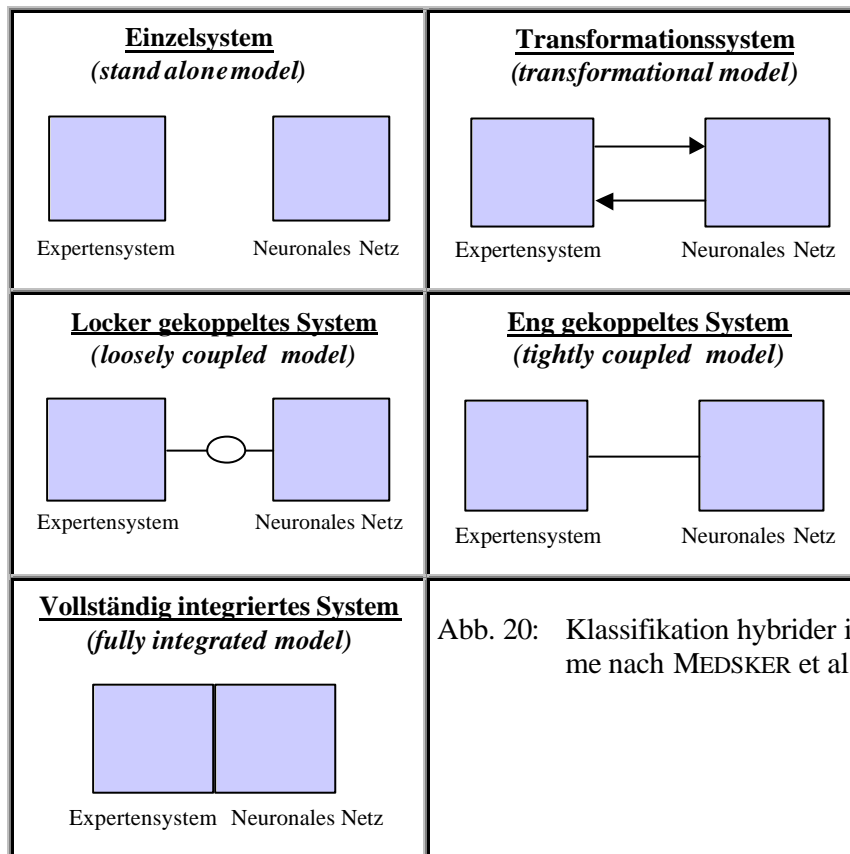 Einzelsystem
(stand alone model)
Expertensystem Neuronales Netz
Transformationssystem
(transformational model)
Expertensystem Neuronales Netz
Locker gekoppeltes System
(loosely coupled model)
Expertensystem Neuronales Netz
Eng gekoppeltes System
(tightly coupled model)
Expertensystem Neuronales Netz
Vollständig integriertes System
(fully integrated model)
Expertensystem Neuronales Netz
Abb. 20: Klassifikation hybrider
me nach MEDSKER et al